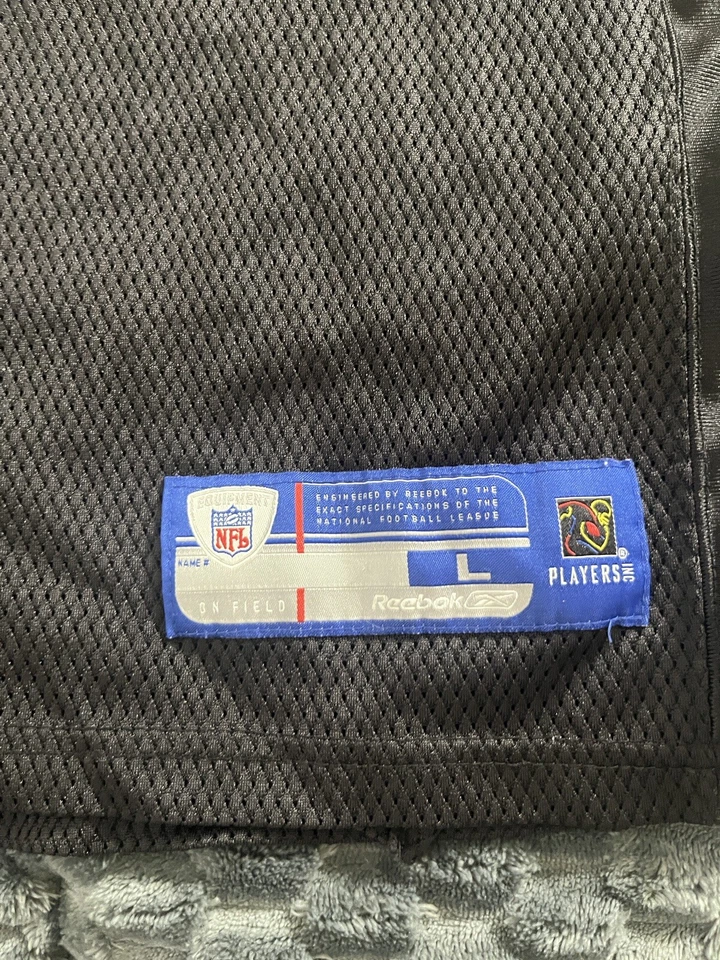 EQUIPMENT
NFL
ENGINEERED BY REEBOK TO THE
EXACT SPECIFICATIONS OF THE
NATIONAL FOOTBALL LEAGUE
NAME #
L
ON FIELD
Reebok
PLAYERS INC®